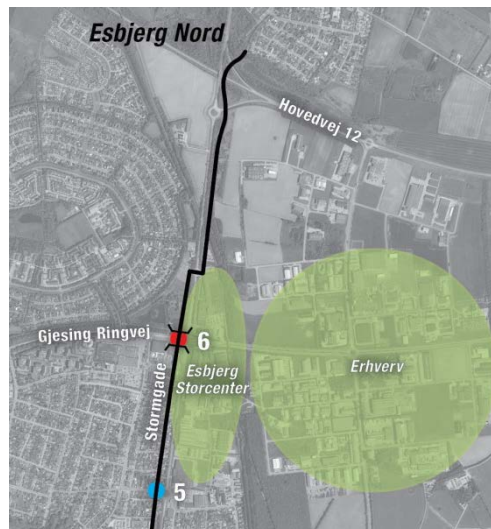 Esbjerg Nord
Hovedvej 12
Gjesing Ringvej
6
Esbjerg
Storcenter
Erhverv
Stormgade
5